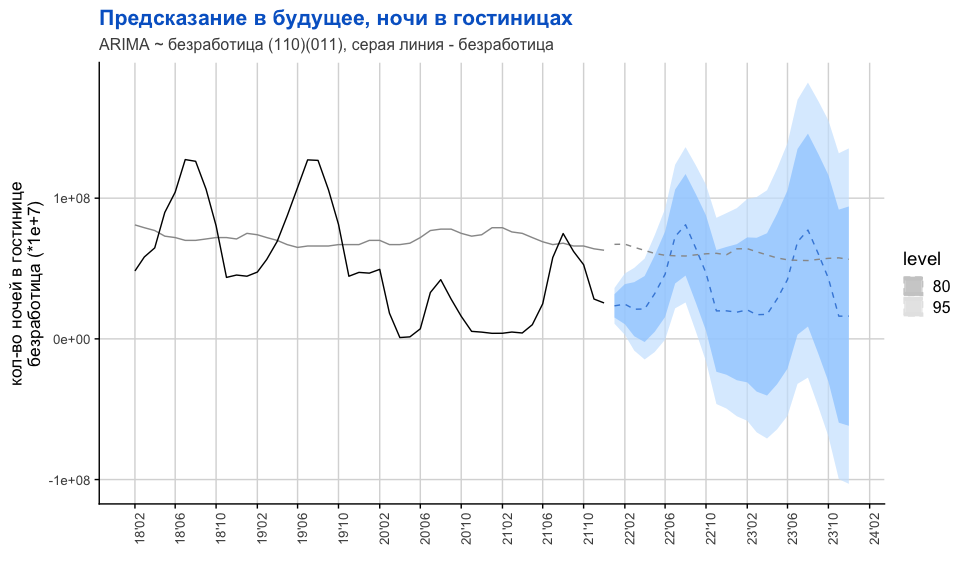 Предсказание в будущее, ночи в гостиницах
ARIMA ~ безработица (110)(011), серая линия - безработица
кол-во ночей в гостинице
безработица (*1e+7)
1e+08
0e+00
-1e+08
18'02
18'06
18'10
19'02
19'06
19'10
20'02
20'06
20'10
21'02
21'06
21'10
22'02
22'06
22'10
23'02
23'06
23'10
24'02
level
80
95